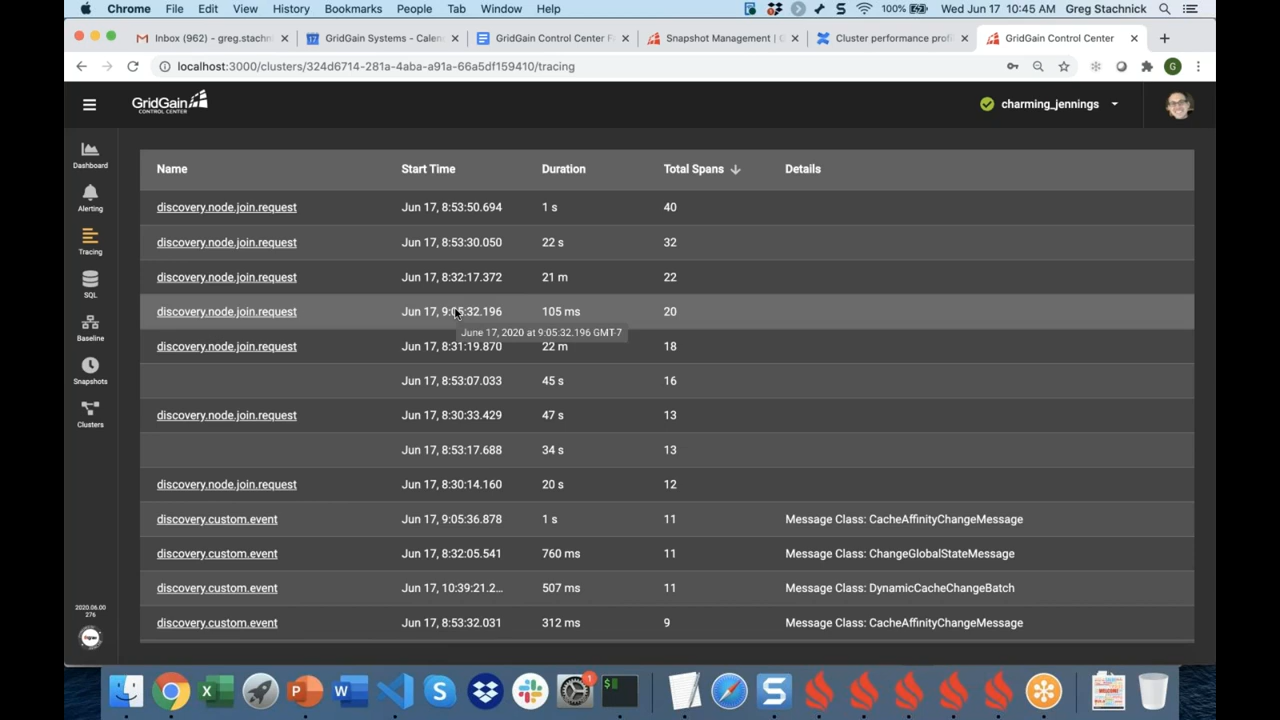 Chrome File Edit View History Bookmarks People Tab Window Help 100% Wed Jun 17 10:45 AM Greg Stachnick
Inbox (962) - greg.stachn GridGain Systems - Calen GridGain Control Center F Snapshot Management | G Cluster performance prof GridGain Control Center
localhost:3000/clusters/324d6714-281a-4aba-a91a-66a5df159410/tracing G
GridGain
CONTROL CENTER
charming_jennings
Dashboard
Alerting
Tracing
SQL
Baseline
Snapshots
Clusters
2020.06.00
276
Name Start Time Duration Total Spans Details
discovery.node.join.request Jun 17, 8:53:50.694 1 s 40
discovery.node.join.request Jun 17, 8:53:30.050 22 s 32
discovery.node.join.request Jun 17, 8:32:17.372 21 m 22
discovery.node.join.request Jun 17, 9:05:32.196 105 ms 20
June 17, 2020 at 9:05:32.196 GMT-7
discovery.node.join.request Jun 17, 8:31:19.870 22 m 18
Jun 17, 8:53:07.033 45 s 16
discovery.node.join.request Jun 17, 8:30:33.429 47 s 13
Jun 17, 8:53:17.688 34 s 13
discovery.node.join.request Jun 17, 8:30:14.160 20 s 12
discovery.custom.event Jun 17, 9:05:36.878 1 s 11 Message Class: CacheAffinityChangeMessage
discovery.custom.event Jun 17, 8:32:05.541 760 ms 11 Message Class: ChangeGlobalStateMessage
discovery.custom.event Jun 17, 10:39:21.2... 507 ms 11 Message Class: DynamicCacheChangeBatch
discovery.custom.event Jun 17, 8:53:32.031 312 ms 9 Message Class: CacheAffinityChangeMessage